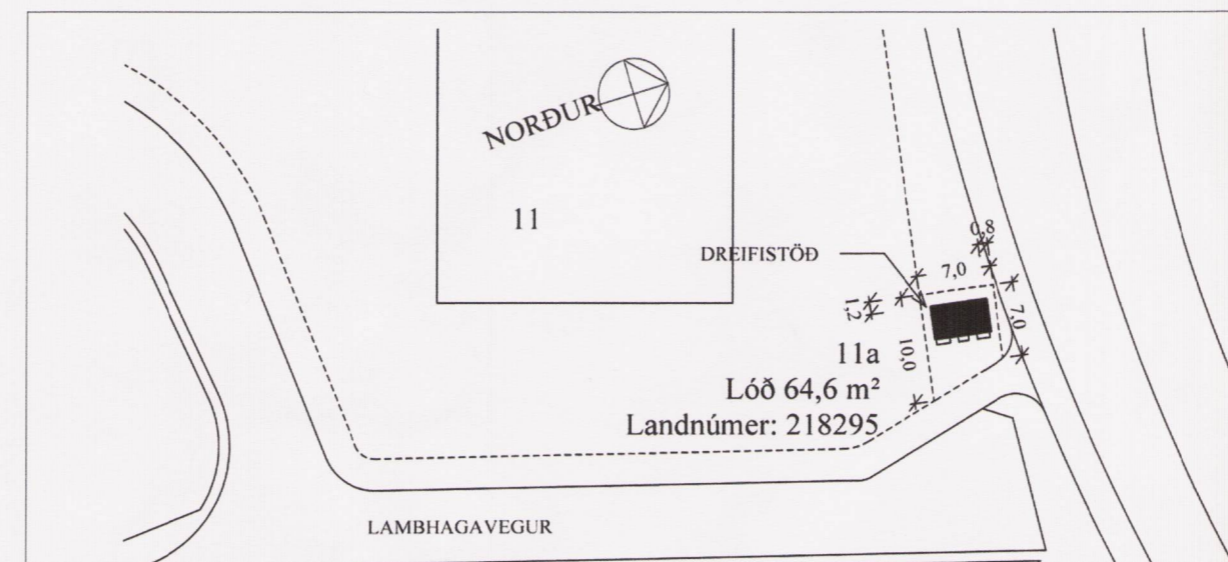 NORÐUR
11
0,8
DREIFISTÖÐ
7,0
1,2
7,0
10,0
11a
Lóð 64,6 m²
Landnúmer: 218295
LAMBHAGAVEGUR